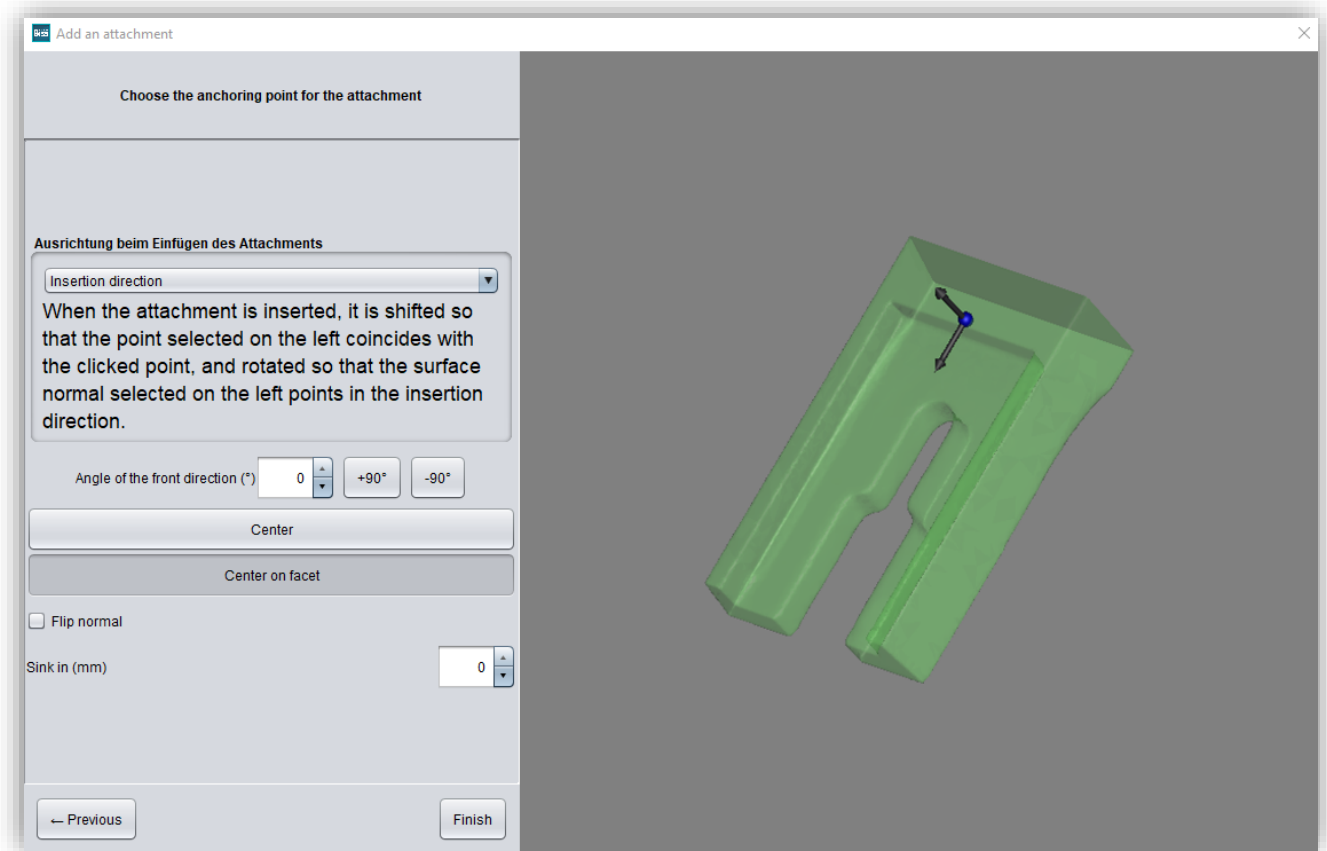 Add an attachment
Choose the anchoring point for the attachment
Ausrichtung beim Einfügen des Attachments
Insertion direction
When the attachment is inserted, it is shifted so
that the point selected on the left coincides with
the clicked point, and rotated so that the surface
normal selected on the left points in the insertion
direction.
Angle of the front direction (°) 0 +90° -90°
Center
Center on facet
Flip normal
Sink in (mm) 0
← Previous Finish